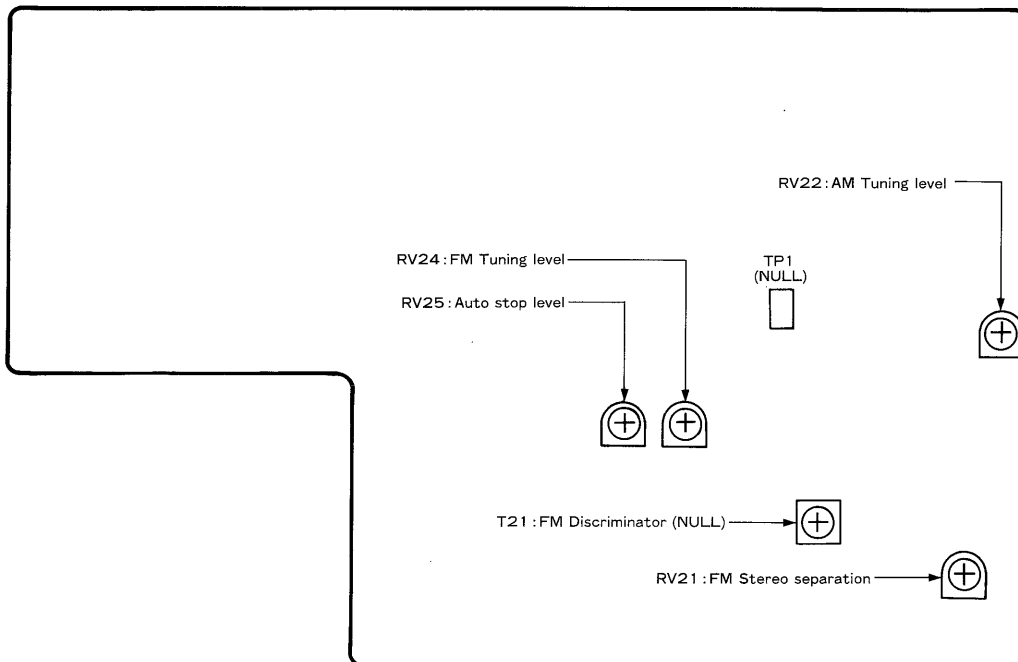 RV22:AM Tuning level
RV24:FM Tuning level
TP1
(NULL)
RV25:Auto stop level
T21:FM Discriminator (NULL)
RV21:FM Stereo separation